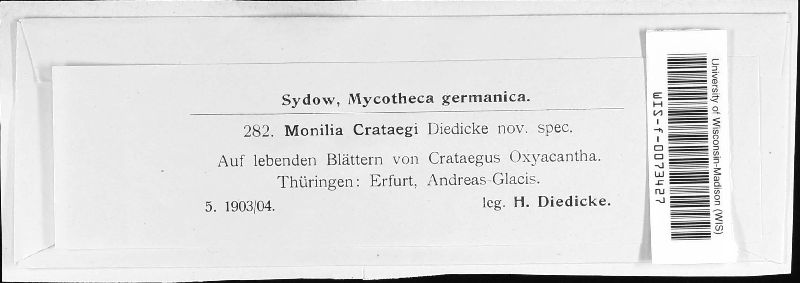 Sydow, Mycotheca germanica.
282. Monilia Crataegi Diedicke nov. spec.
Auf lebenden Blättern von Crataegus Oxyacantha.
Thüringen: Erfurt, Andreas-Glacis.
5. 1903/04. leg. H. Diedicke.
University of Wisconsin-Madison (WIS)
WIS-f-0073427